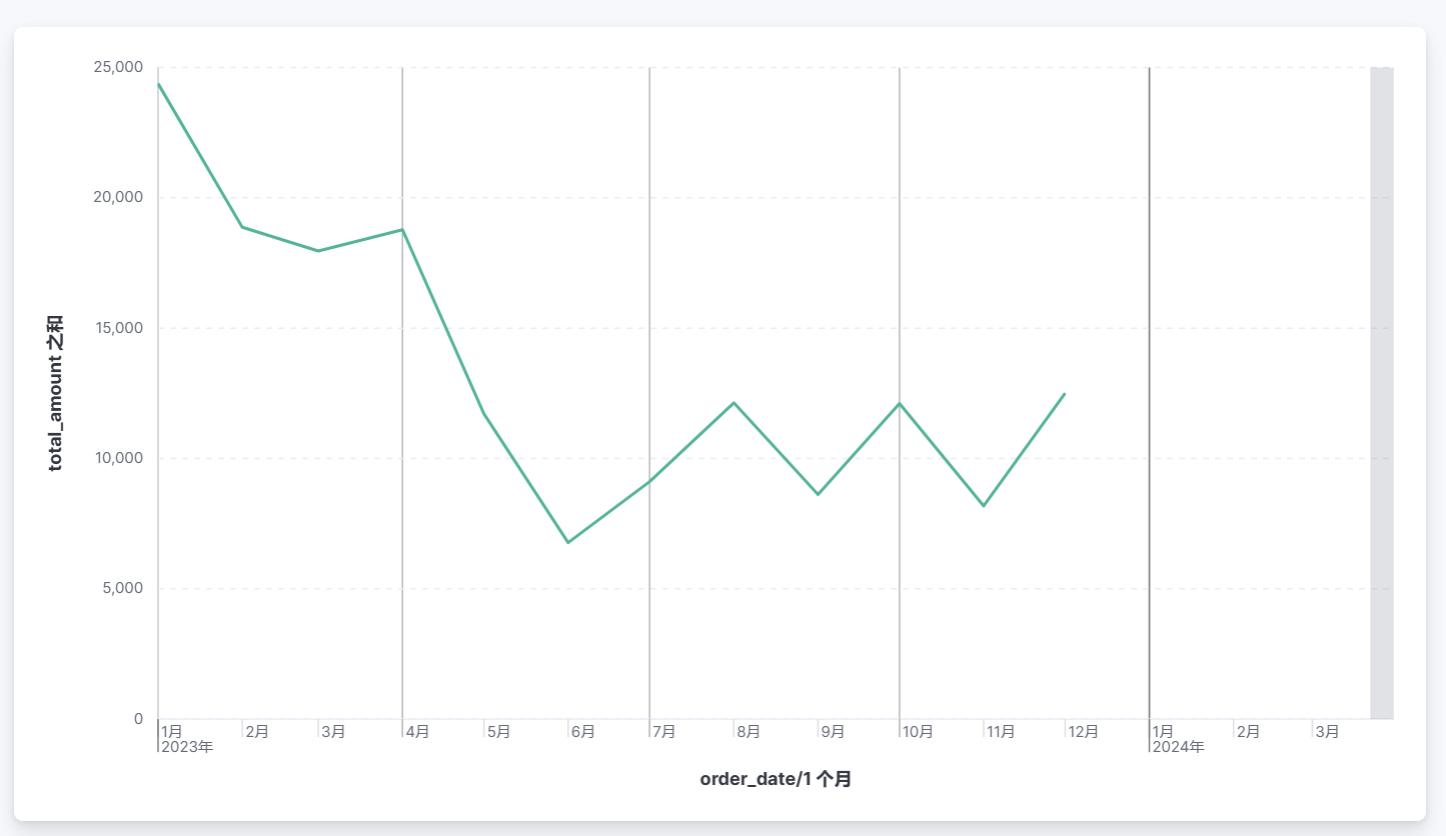 25,000
20,000
15,000
10,000
5,000
0
total_amount 之和
1月 2月 3月 4月 5月 6月 7月 8月 9月 10月 11月 12月 1月 2月 3月
2023年 2024年
order_date/1 个月